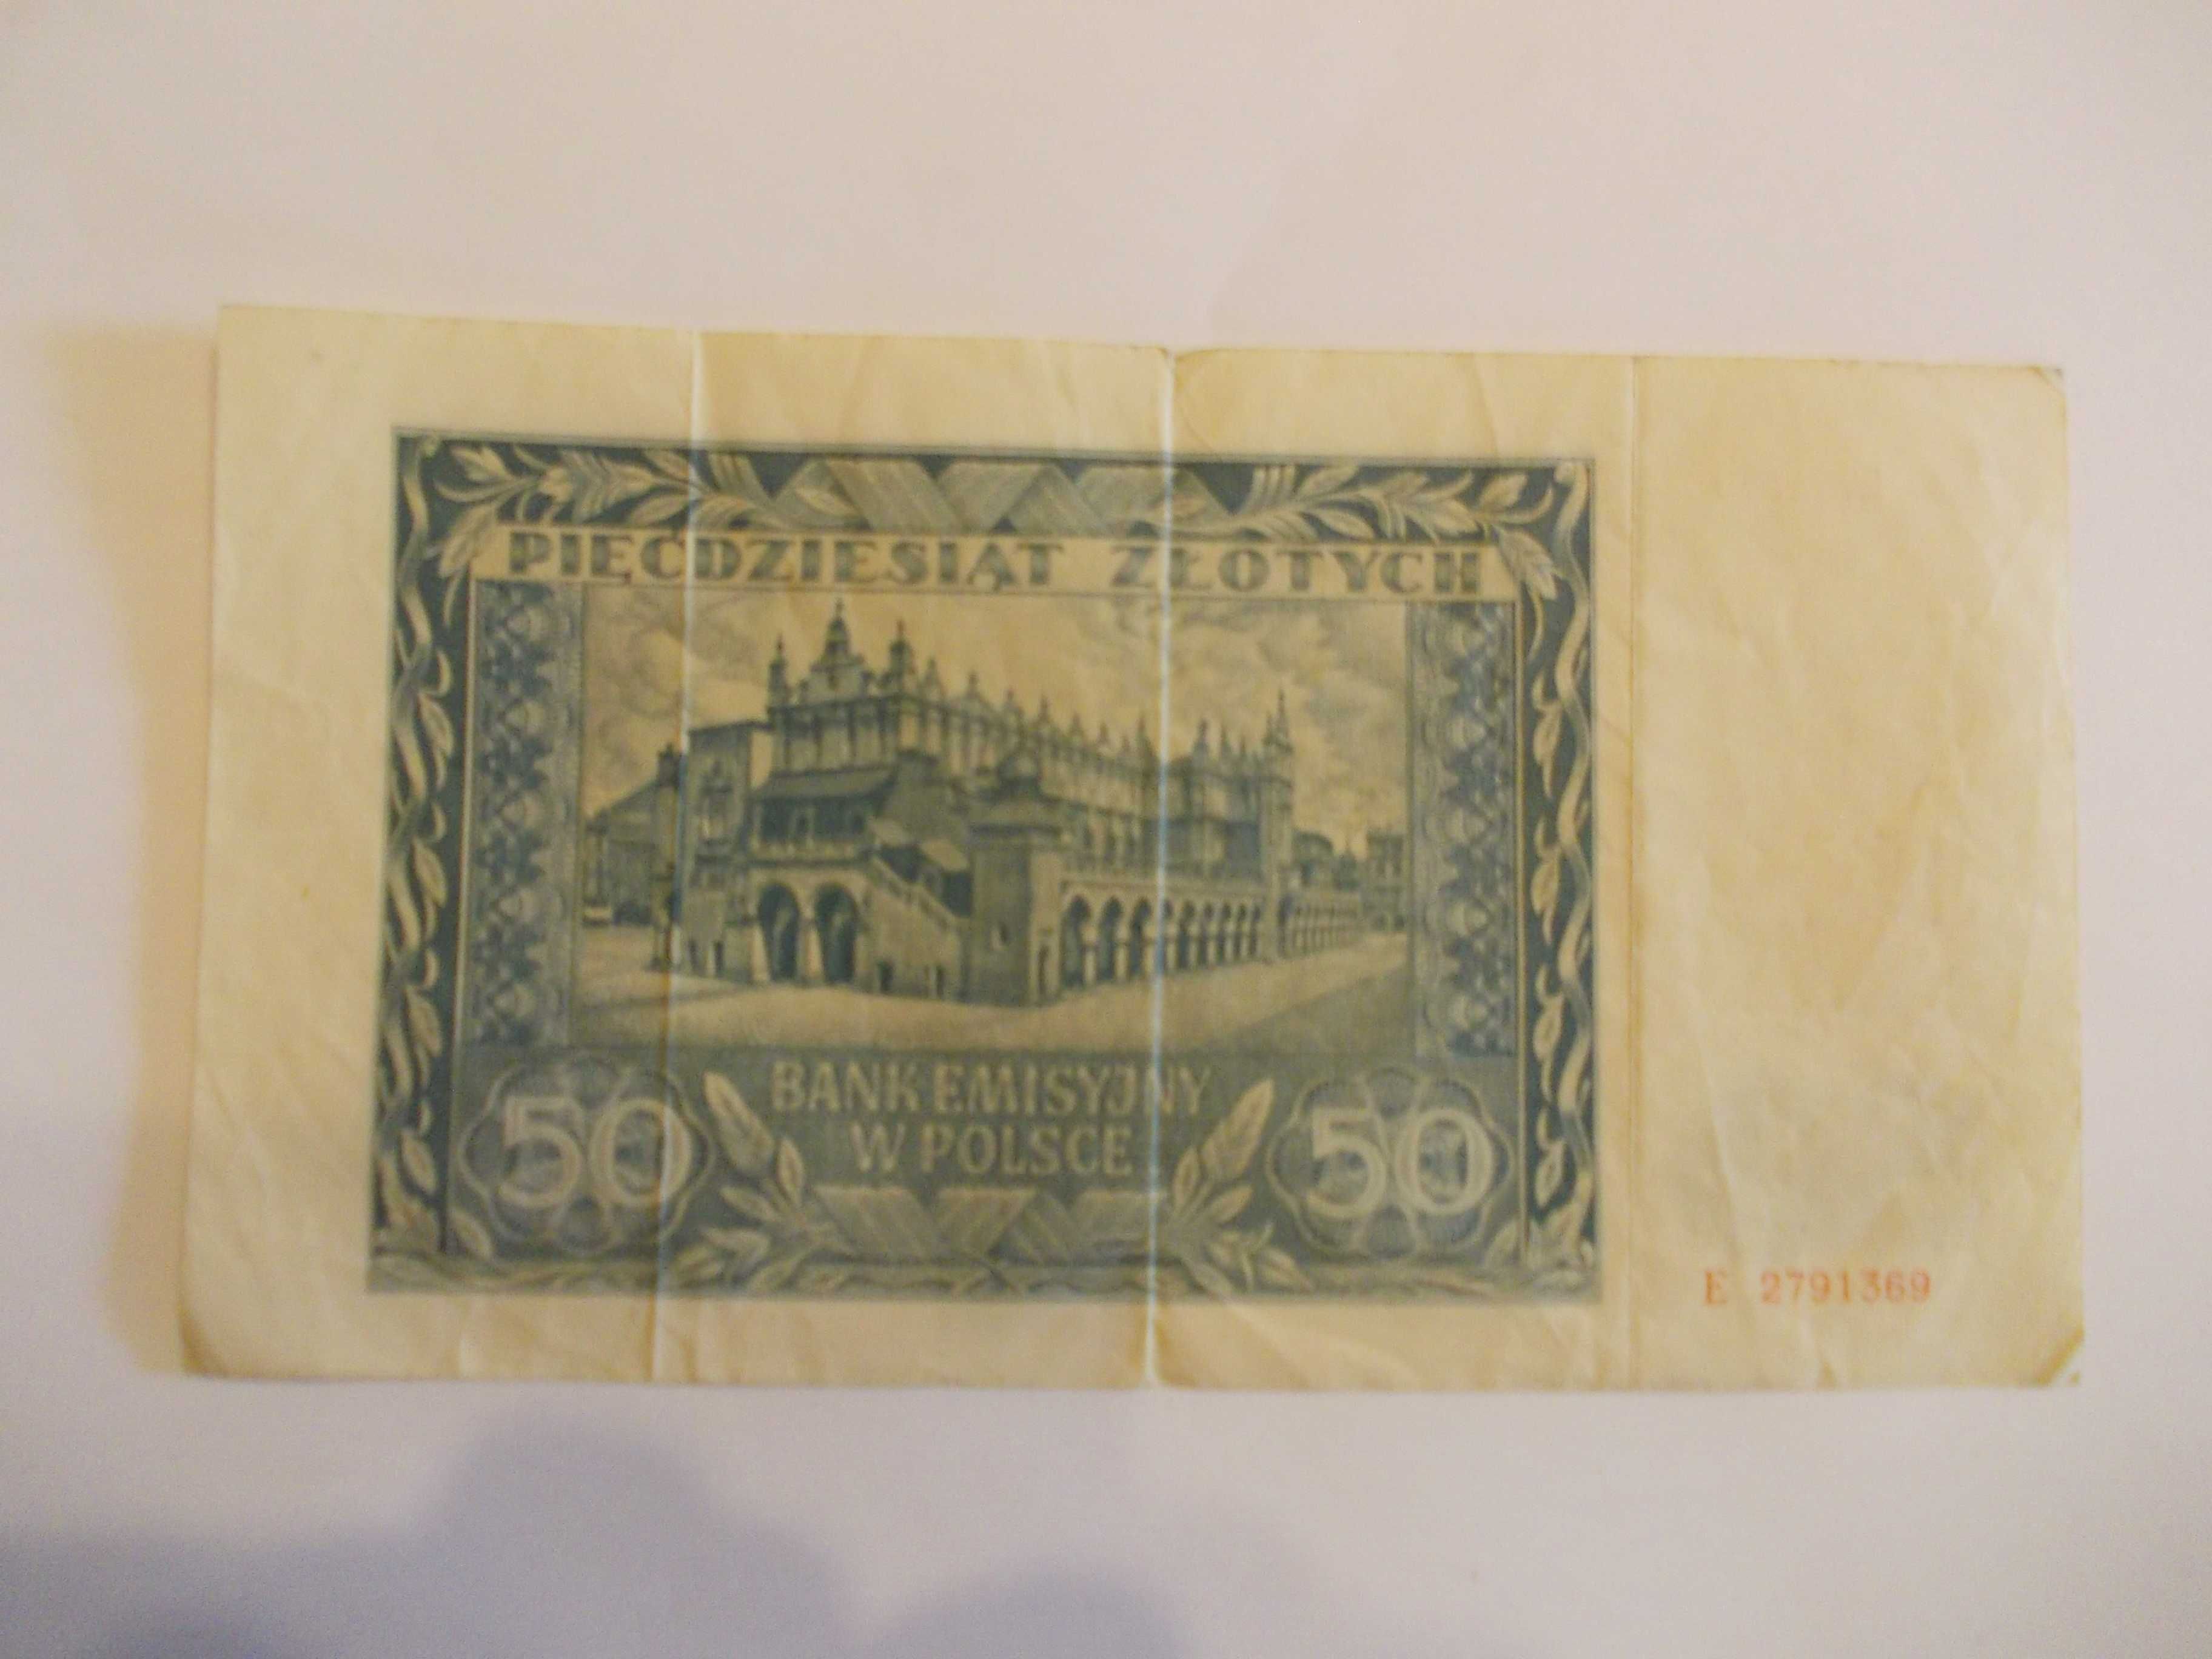 PIĘĆDZIESIĄT ZŁOTYCH
BANK EMISYJNY
W POLSCE
50 50
E 2791369